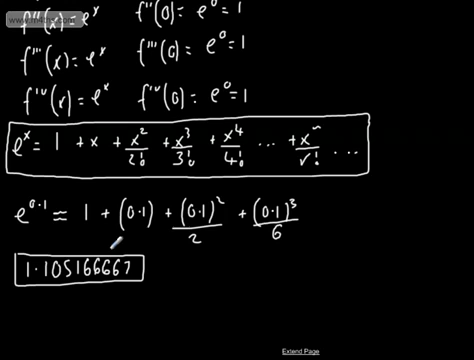 f''(x) = e^x f''(0) = e^0 = 1
f'''(x) = e^x f'''(0) = e^0 = 1
f^iv(x) = e^x f^iv(0) = e^0 = 1
e^x = 1 + x + x^2/2! + x^3/3! + x^4/4! ... + x^r/r! ...
e^0·1 ≈ 1 + (0·1) + (0·1)^2/2 + (0·1)^3/6
1·105166667
Extend Page